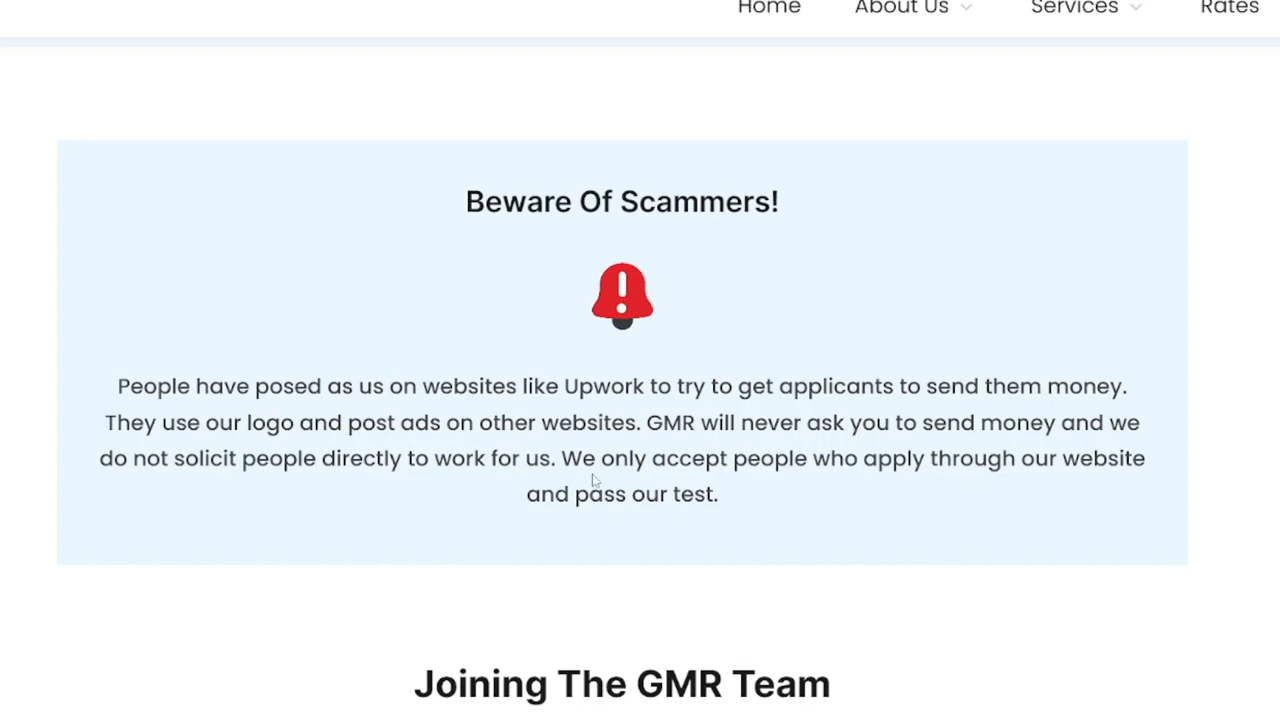 Home About Us Services Rates
Beware Of Scammers!
People have posed as us on websites like Upwork to try to get applicants to send them money.
They use our logo and post ads on other websites. GMR will never ask you to send money and we
do not solicit people directly to work for us. We only accept people who apply through our website
and pass our test.
Joining The GMR Team